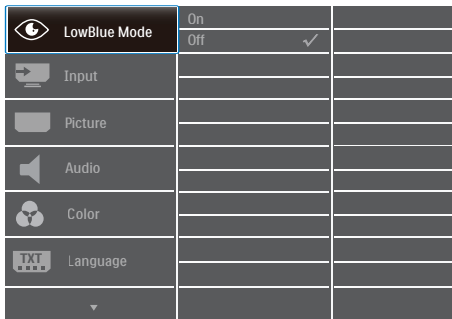 LowBlue Mode
On
Off
Input
Picture
Audio
Color
TXT
Language